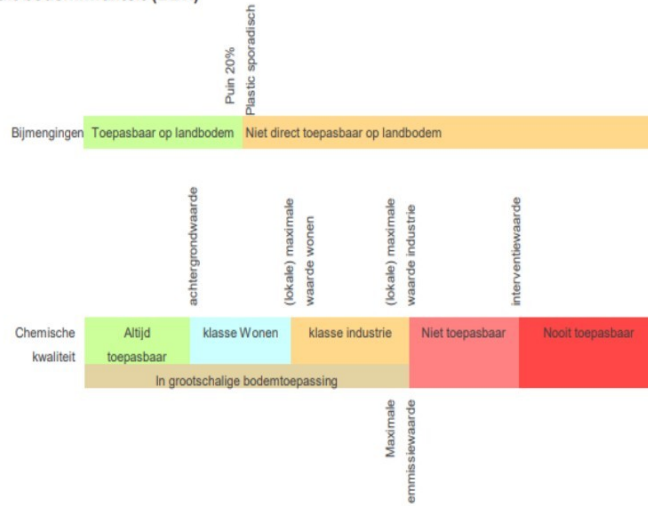 Puin 20%
Plastic sporadisch
Bijmengingen
Toepasbaar op landbodem
Niet direct toepasbaar op landbodem
achtergrondwaarde
(lokale) maximale
waarde wonen
(lokale) maximale
waarde industrie
interventiewaarde
Chemische
kwaliteit
Altijd
toepasbaar
klasse Wonen
klasse industrie
Niet toepasbaar
Nooit toepasbaar
In grootschalige bodemtoepassing
Maximale
emmissiewaarde